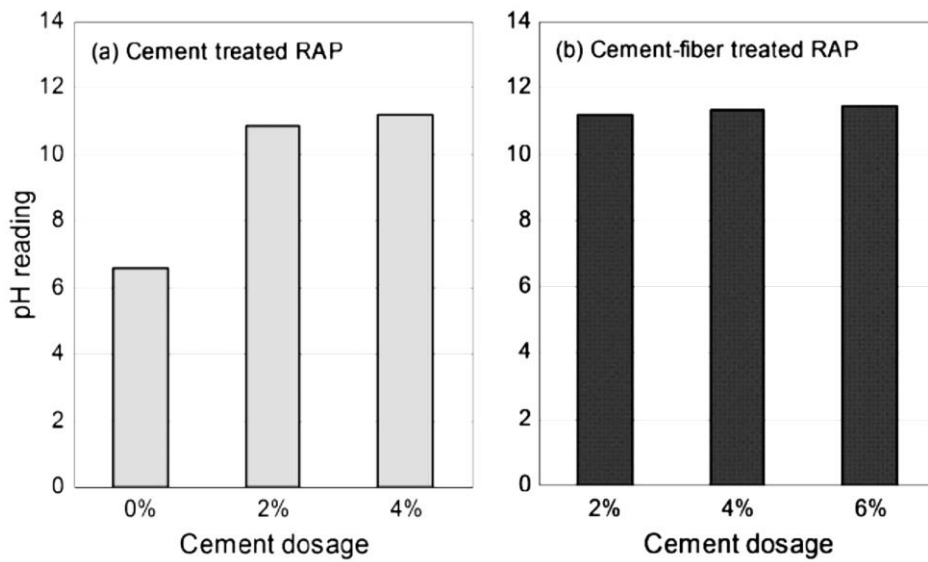 (a) Cement treated RAP
14
12
10
8
6
4
2
0
pH reading
0% 2% 4%
Cement dosage
(b) Cement-fiber treated RAP
14
12
10
8
6
4
2
0
2% 4% 6%
Cement dosage